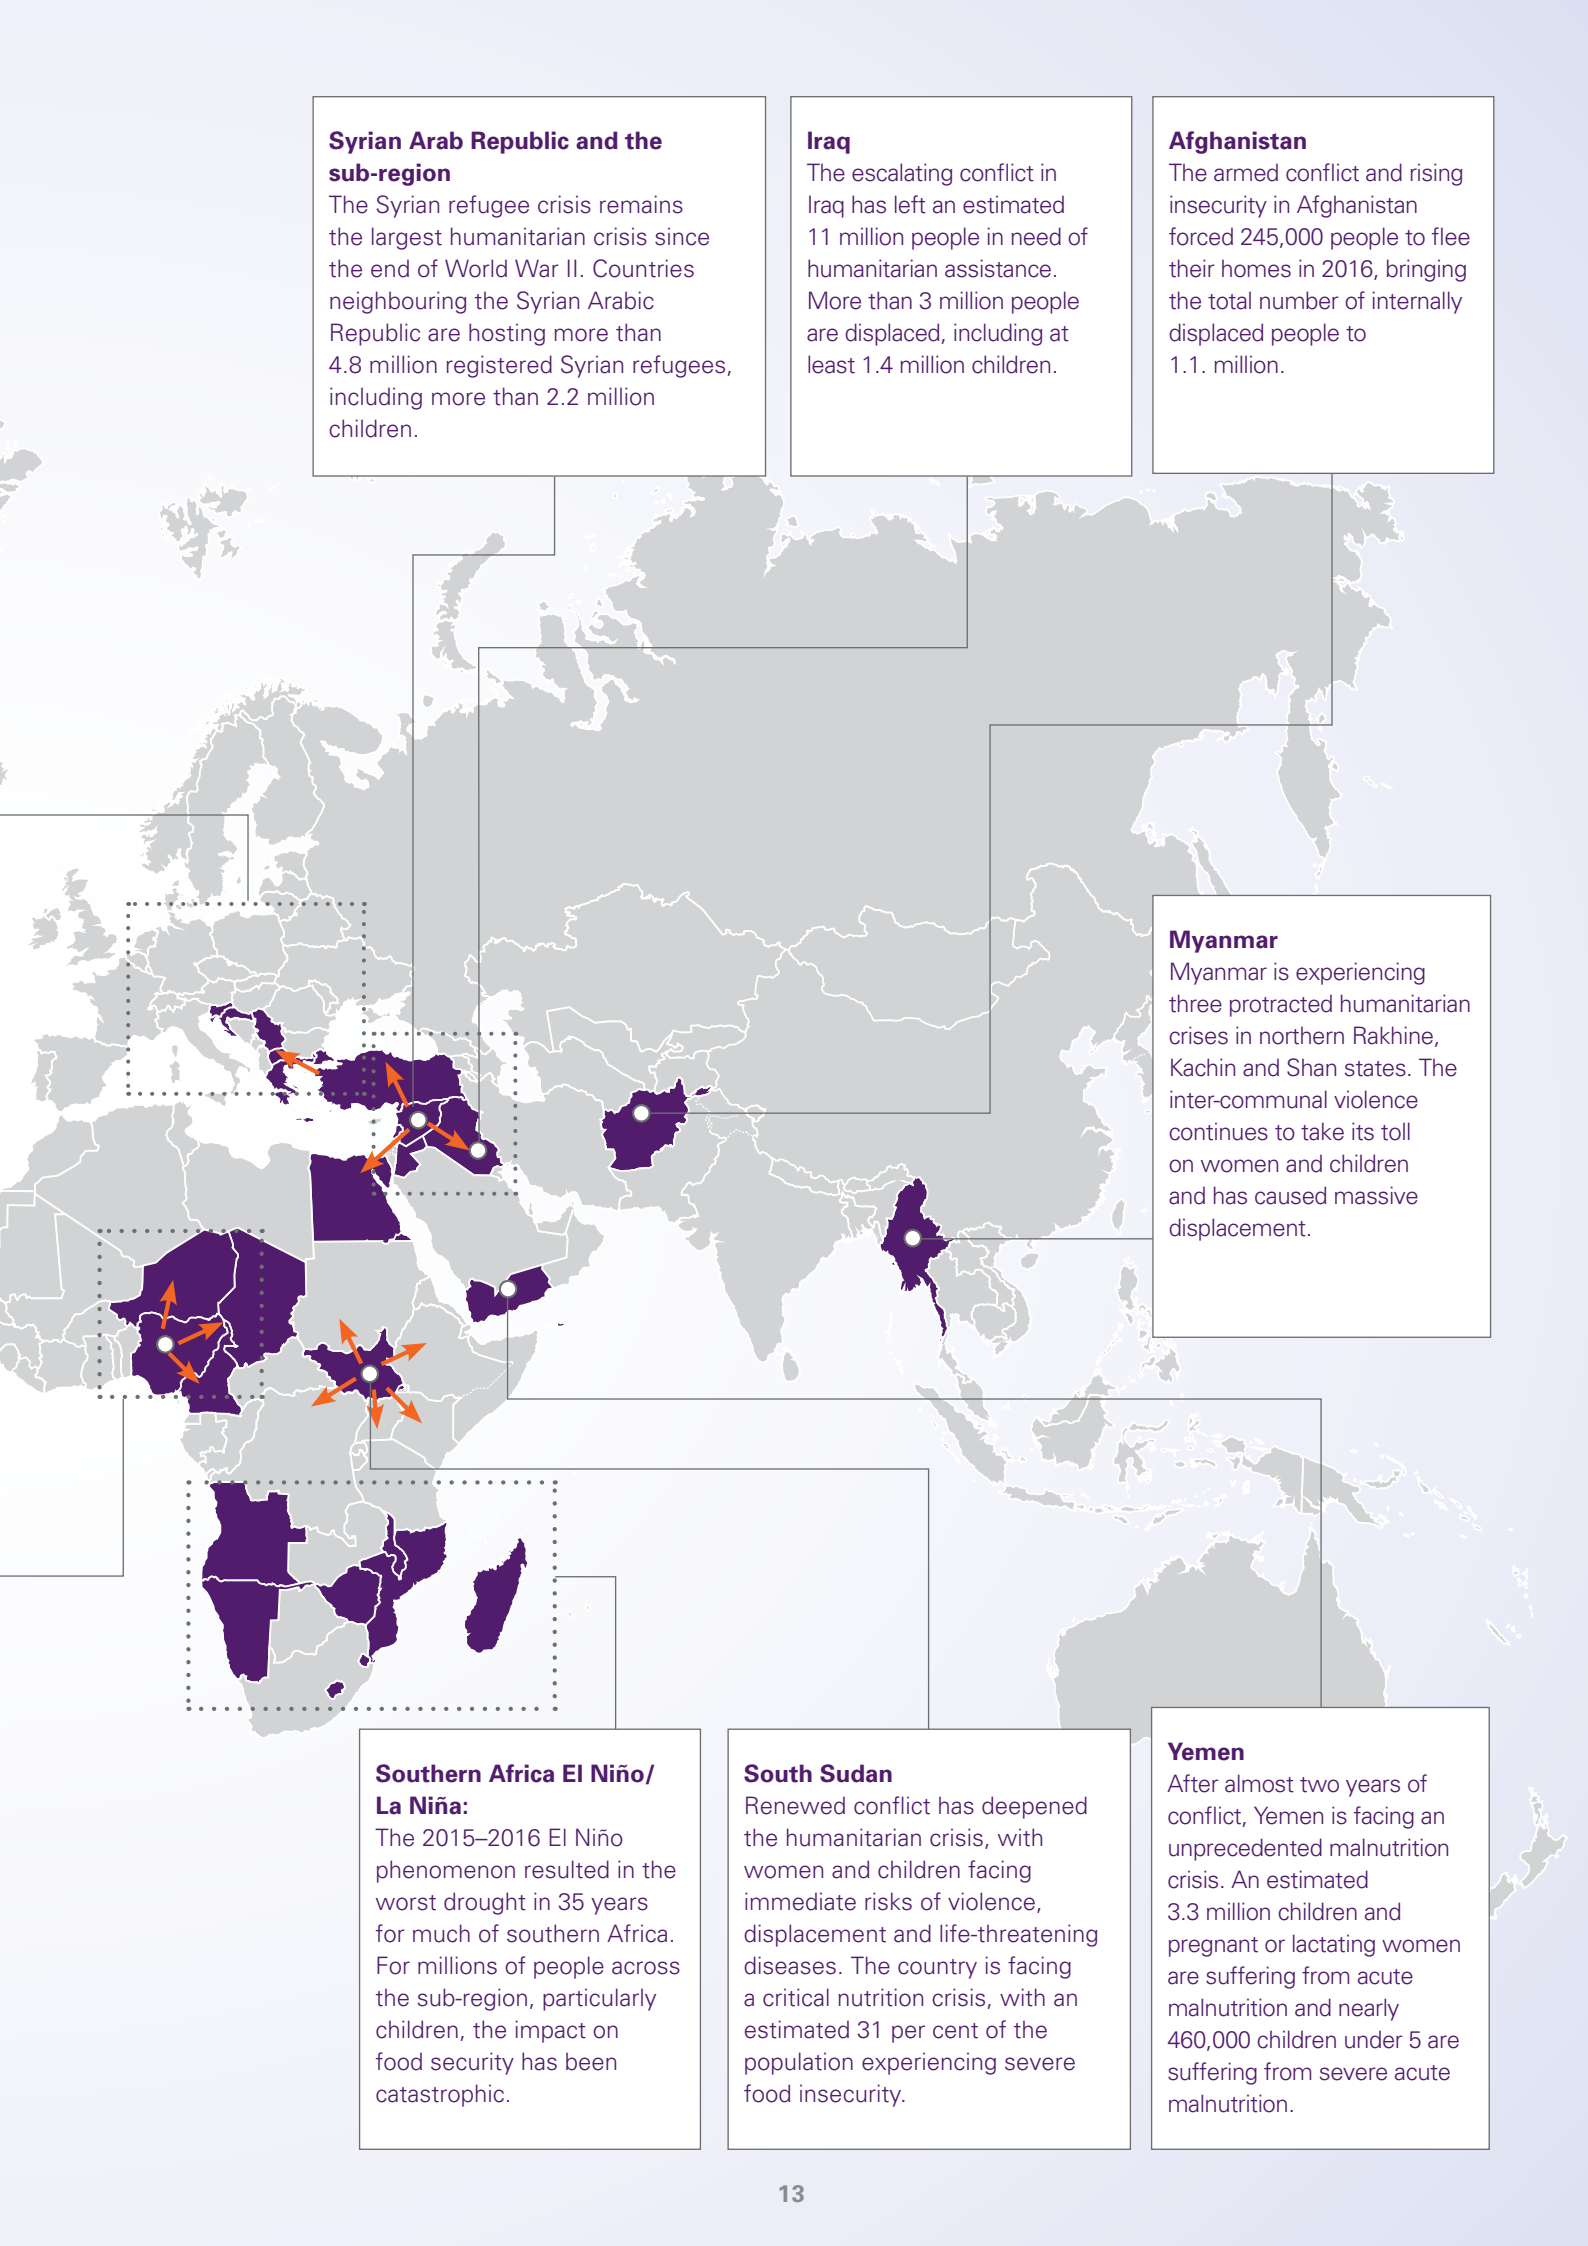 Syrian Arab Republic and the
sub-region
The Syrian refugee crisis remains
the largest humanitarian crisis since
the end of World War II. Countries
neighbouring the Syrian Arabic
Republic are hosting more than
4.8 million registered Syrian refugees,
including more than 2.2 million
children.
Iraq
The escalating conflict in
Iraq has left an estimated
11 million people in need of
humanitarian assistance.
More than 3 million people
are displaced, including at
least 1.4 million children.
Afghanistan
The armed conflict and rising
insecurity in Afghanistan
forced 245,000 people to flee
their homes in 2016, bringing
the total number of internally
displaced people to
1.1. million.
Myanmar
Myanmar is experiencing
three protracted humanitarian
crises in northern Rakhine,
Kachin and Shan states. The
inter-communal violence
continues to take its toll
on women and children
and has caused massive
displacement.
Southern Africa El Niño/
La Niña:
The 2015–2016 El Niño
phenomenon resulted in the
worst drought in 35 years
for much of southern Africa.
For millions of people across
the sub-region, particularly
children, the impact on
food security has been
catastrophic.
South Sudan
Renewed conflict has deepened
the humanitarian crisis, with
women and children facing
immediate risks of violence,
displacement and life-threatening
diseases. The country is facing
a critical nutrition crisis, with an
estimated 31 per cent of the
population experiencing severe
food insecurity.
Yemen
After almost two years of
conflict, Yemen is facing an
unprecedented malnutrition
crisis. An estimated
3.3 million children and
pregnant or lactating women
are suffering from acute
malnutrition and nearly
460,000 children under 5 are
suffering from severe acute
malnutrition.
13